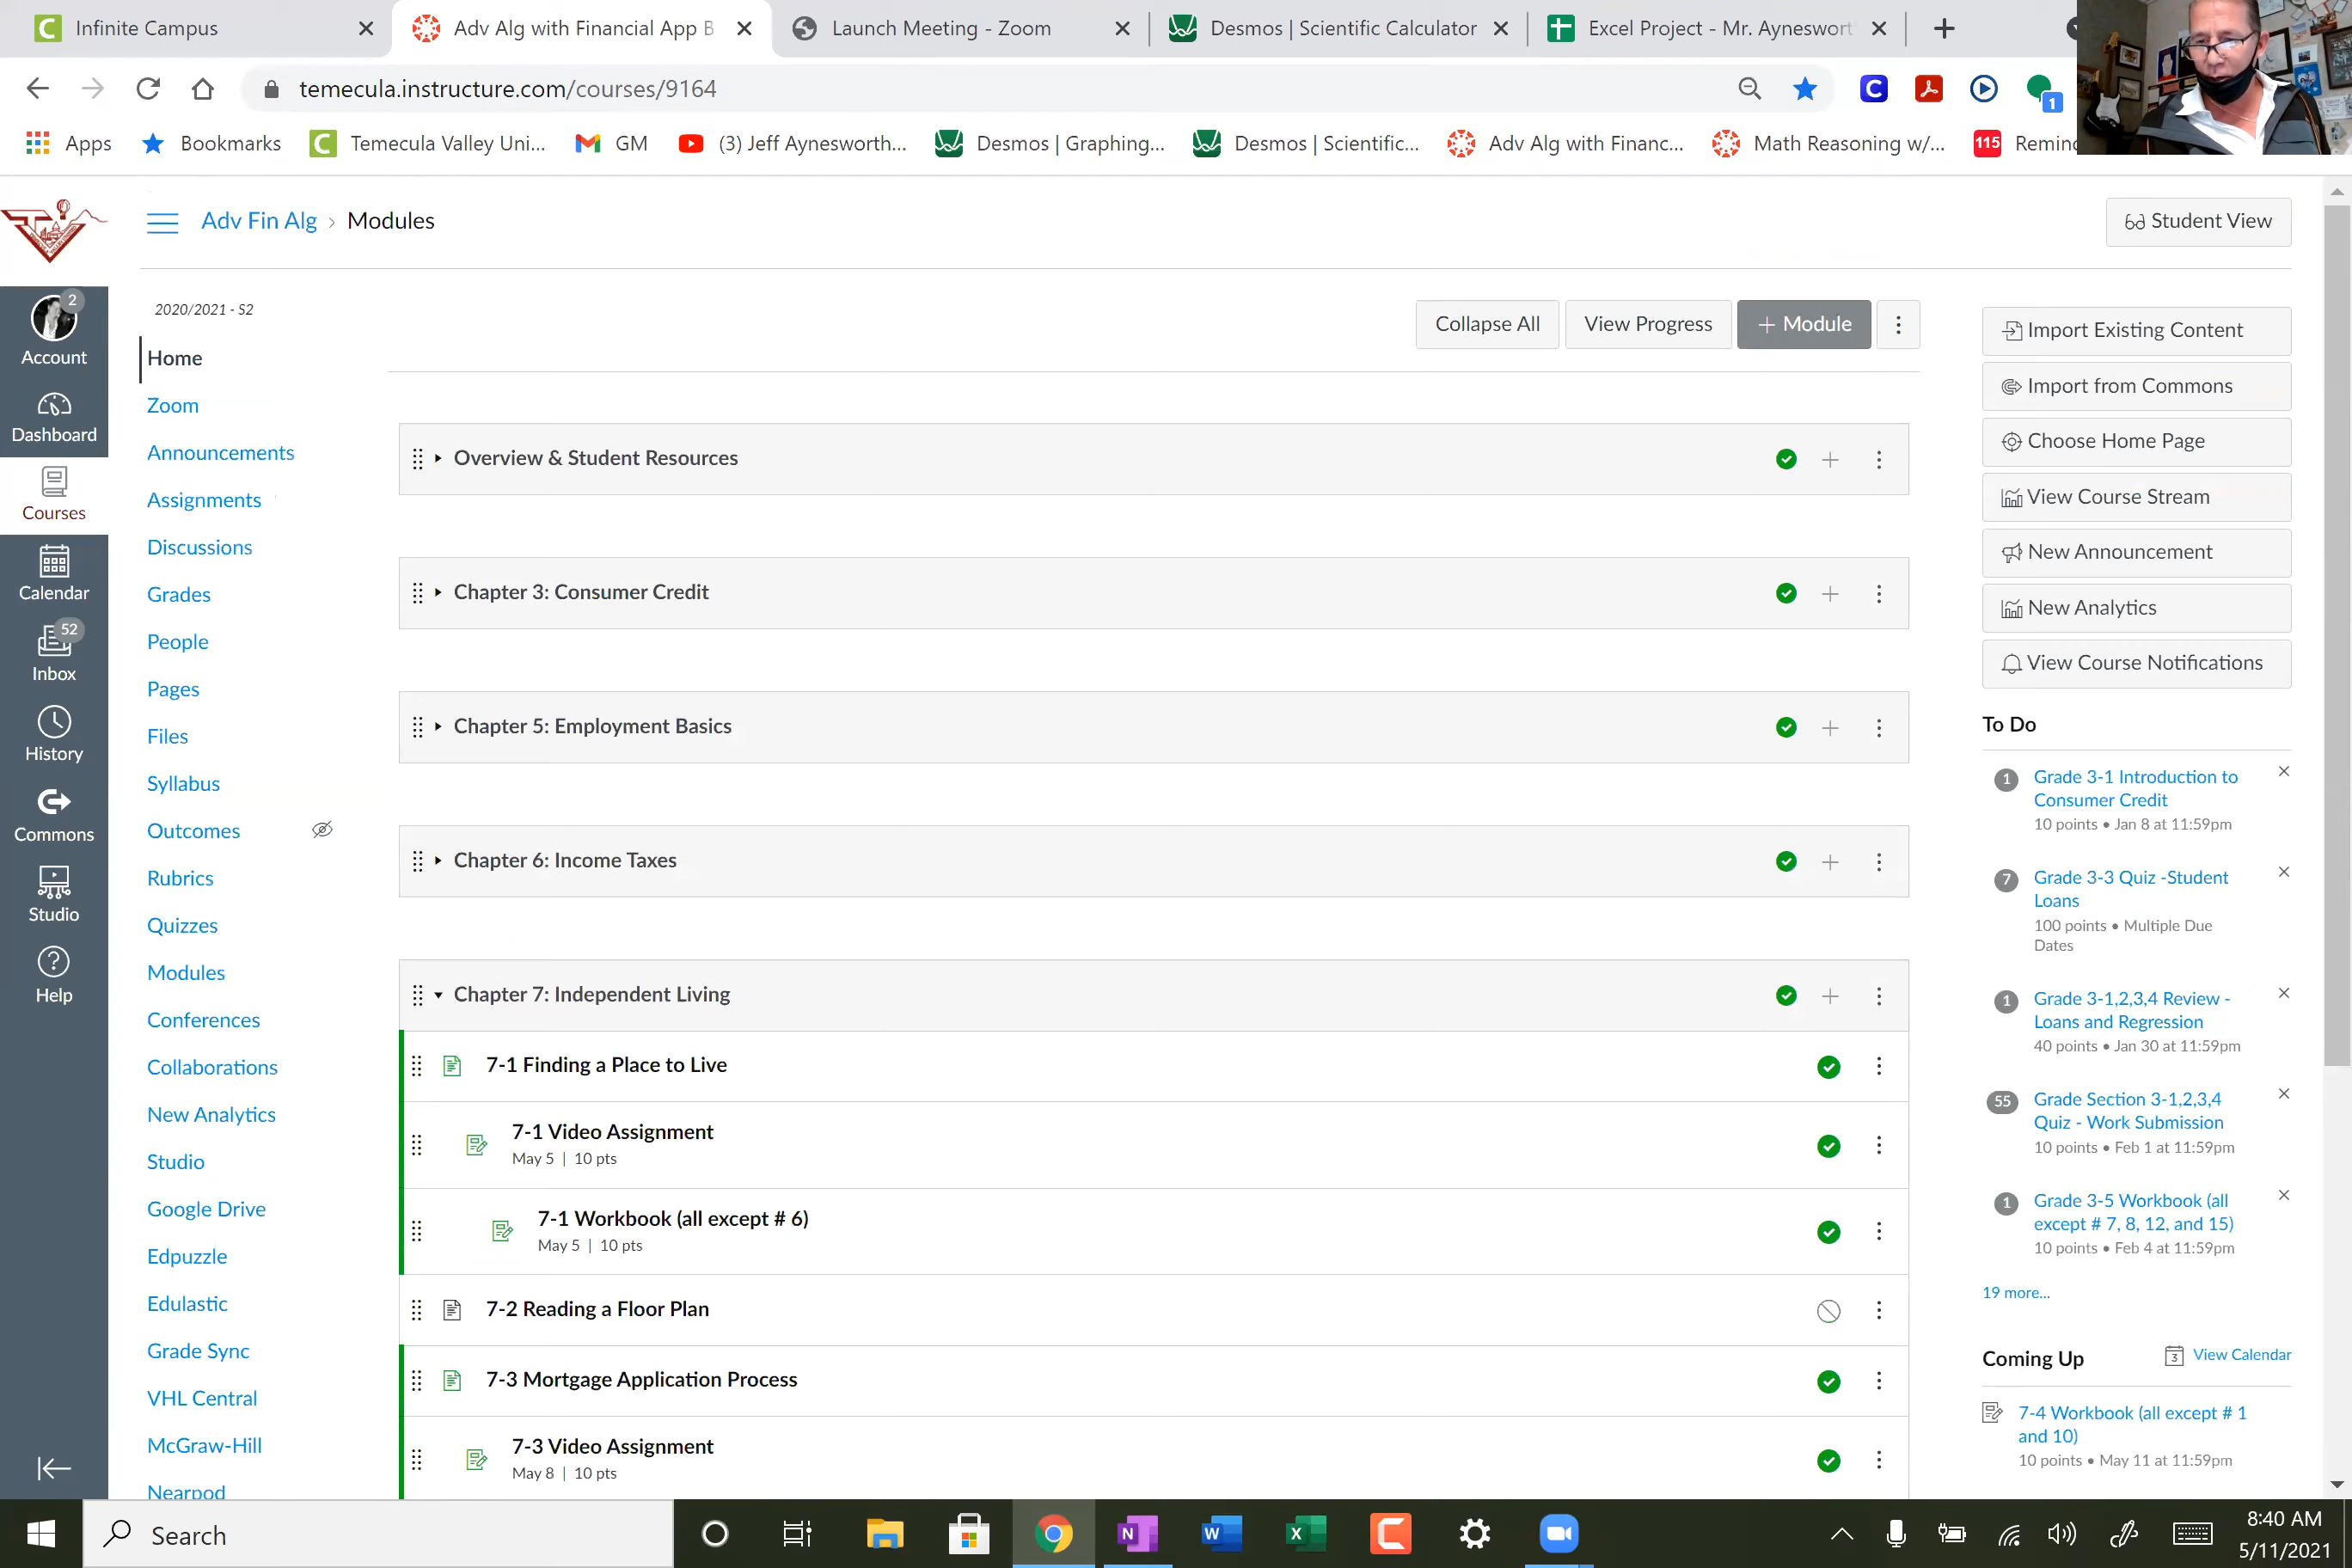 Infinite Campus
Adv Alg with Financial App B
Launch Meeting - Zoom
Desmos | Scientific Calculator
Excel Project - Mr. Ayneswort
temecula.instructure.com/courses/9164
C
1
Apps
Bookmarks
C
Temecula Valley Uni...
GM
(3) Jeff Aynesworth...
Desmos | Graphing...
Desmos | Scientific...
Adv Alg with Financ...
Math Reasoning w/...
115
Remin
Adv Fin Alg › Modules
Student View
2020/2021 - S2
2
Account
Dashboard
Courses
Calendar
52
Inbox
History
Commons
Studio
Help
Home
Zoom
Announcements
Assignments
Discussions
Grades
People
Pages
Files
Syllabus
Outcomes
Rubrics
Quizzes
Modules
Conferences
Collaborations
New Analytics
Studio
Google Drive
Edpuzzle
Edulastic
Grade Sync
VHL Central
McGraw-Hill
Nearpod
Collapse All
View Progress
+ Module
Overview & Student Resources
Chapter 3: Consumer Credit
Chapter 5: Employment Basics
Chapter 6: Income Taxes
Chapter 7: Independent Living
7-1 Finding a Place to Live
7-1 Video Assignment
May 5 | 10 pts
7-1 Workbook (all except # 6)
May 5 | 10 pts
7-2 Reading a Floor Plan
7-3 Mortgage Application Process
7-3 Video Assignment
May 8 | 10 pts
Import Existing Content
Import from Commons
Choose Home Page
View Course Stream
New Announcement
New Analytics
View Course Notifications
To Do
1
Grade 3-1 Introduction to
Consumer Credit
10 points • Jan 8 at 11:59pm
7
Grade 3-3 Quiz -Student
Loans
100 points • Multiple Due
Dates
1
Grade 3-1,2,3,4 Review -
Loans and Regression
40 points • Jan 30 at 11:59pm
55
Grade Section 3-1,2,3,4
Quiz - Work Submission
10 points • Feb 1 at 11:59pm
1
Grade 3-5 Workbook (all
except # 7, 8, 12, and 15)
10 points • Feb 4 at 11:59pm
19 more...
Coming Up
3
View Calendar
7-4 Workbook (all except # 1
and 10)
10 points • May 11 at 11:59pm
Search
N
W
X
8:40 AM
5/11/2021